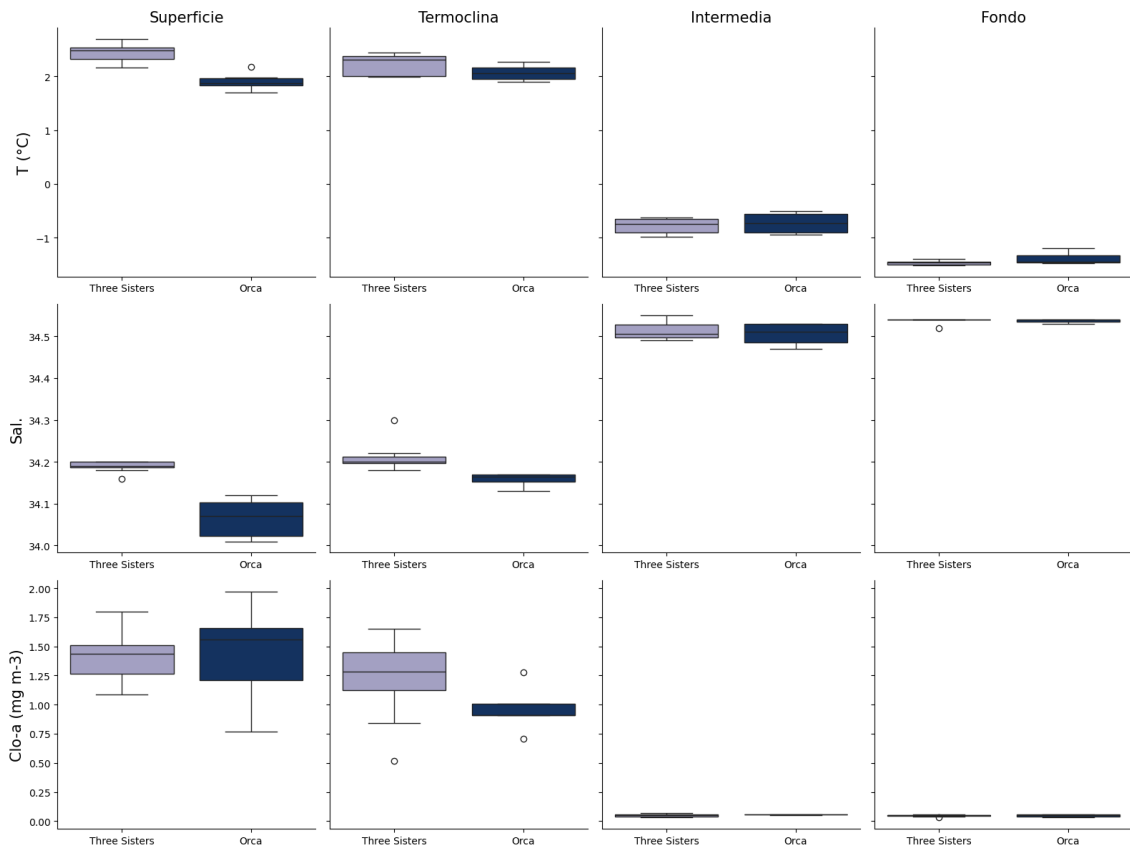 Superficie Termoclina Intermedia Fondo
T (°C)
2
1
0
−1
Three Sisters Orca Three Sisters Orca Three Sisters Orca Three Sisters Orca
Sal.
34.5
34.4
34.3
34.2
34.1
34.0
Three Sisters Orca Three Sisters Orca Three Sisters Orca Three Sisters Orca
Clo-a (mg m-3)
2.00
1.75
1.50
1.25
1.00
0.75
0.50
0.25
0.00
Three Sisters Orca Three Sisters Orca Three Sisters Orca Three Sisters Orca